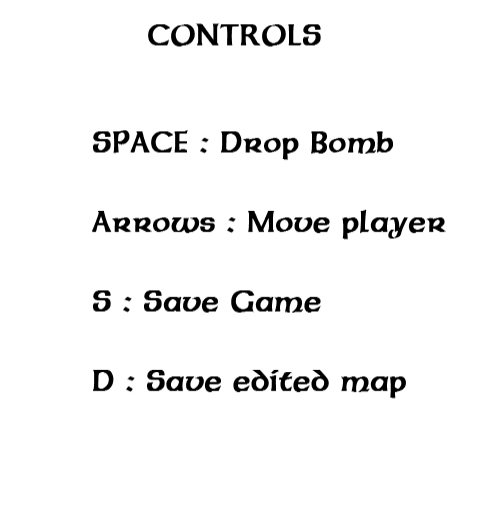 CONTROLS
SPACE : Drop Bomb
Arrows : Move player
S : Save Game
D : Save edited map